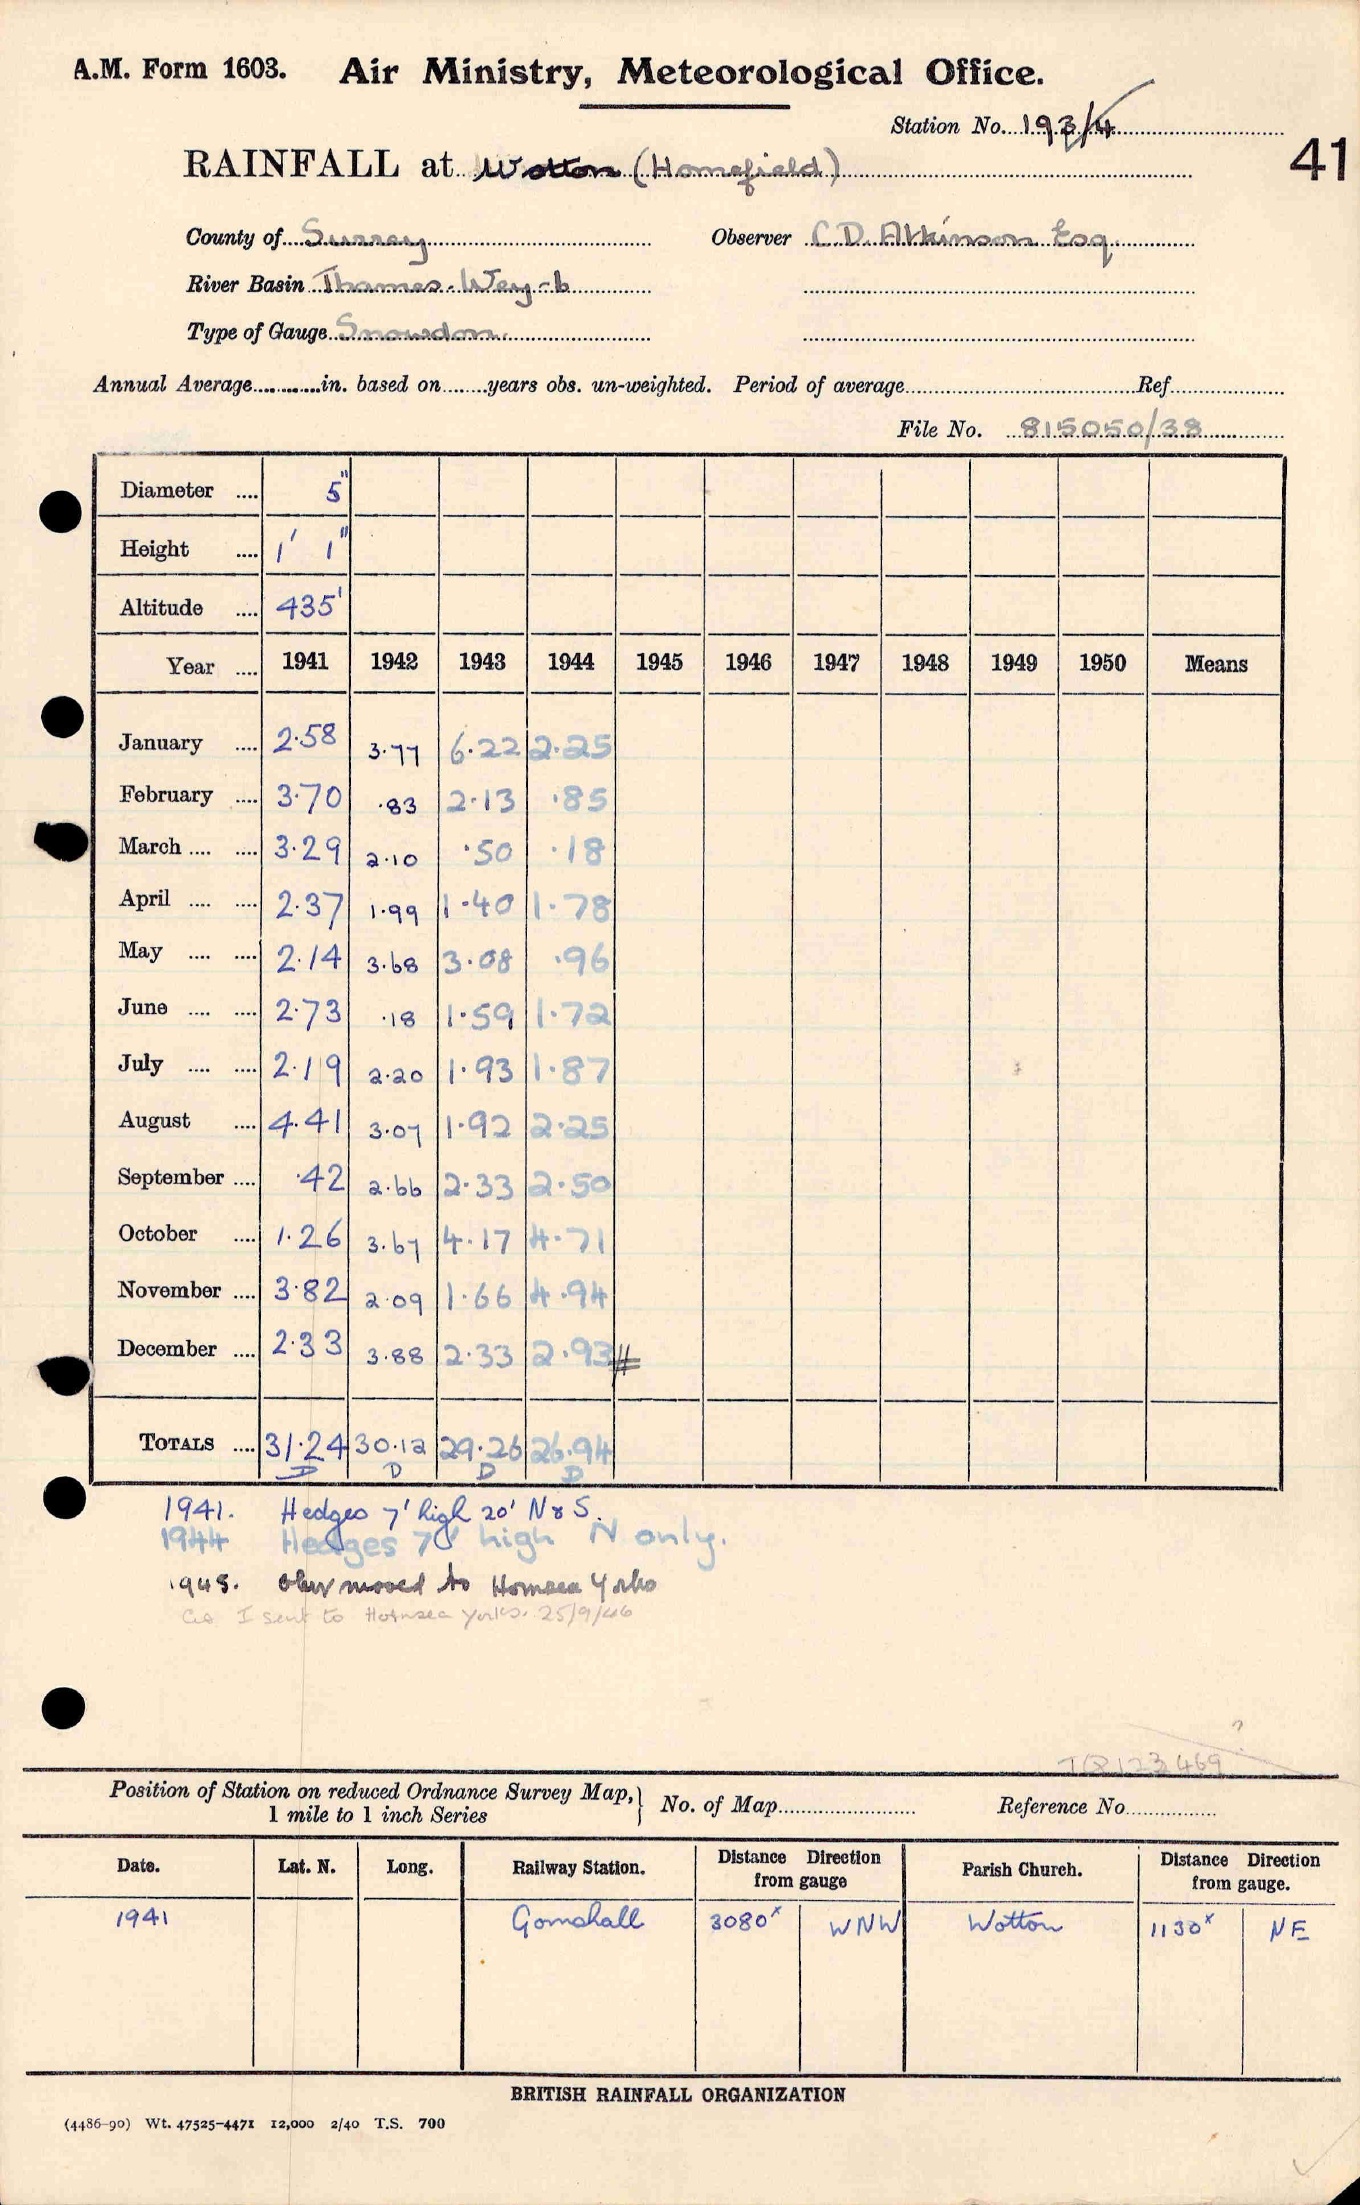 A.M. Form 1603. Air Ministry, Meteorological Office.
Station No. 193/4
41
RAINFALL at Wotton (Homefield)
County of Surrey Observer C.D. Atkinson Esq.
River Basin Thames-Wey-b
Type of Gauge Snowdon
Annual Average............in. based on........years obs. un-weighted. Period of average........................................Ref....................
File No. 815050/38
Diameter .... 5"
Height .... 1' 1"
Altitude .... 435'
Year .... 1941 1942 1943 1944 1945 1946 1947 1948 1949 1950 Means
January .... 2.58 3.77 6.22 2.25
February .... 3.70 .83 2.13 .85
March .... .... 3.29 2.10 .50 .18
April .... .... 2.37 1.99 1.40 1.78
May .... .... 2.14 3.68 3.08 .96
June .... .... 2.73 .18 1.59 1.72
July .... .... 2.19 2.20 1.93 1.87
August .... 4.41 3.07 1.92 2.25
September .... .42 2.66 2.33 2.50
October .... 1.26 3.67 4.17 4.71
November .... 3.82 2.09 1.66 4.94
December .... 2.33 3.88 2.33 2.93
TOTALS .... 31.24 30.12 29.26 26.94
D D D D
1941. Hedges 7' high 20' N & S.
1944 Hedges 7' high N only.
1945. Obsr moved to Hornsea Yorks
I sent to Hornsea Yorks. 25/9/46
TQ 123469 ?
Position of Station on reduced Ordnance Survey Map, } No. of Map........................ Reference No................
1 mile to 1 inch Series
Date. Lat. N. Long. Railway Station. Distance Direction from gauge Parish Church. Distance Direction from gauge.
1941 Gomshall 3080x WNW Wotton 1130x NE
BRITISH RAINFALL ORGANIZATION
(4486-90) Wt. 47525-4471 12,000 2/40 T.S. 700